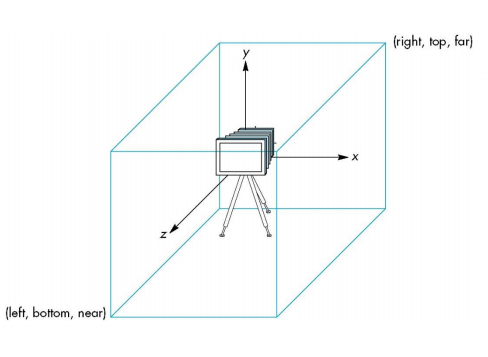 (right, top, far)
y
x
z
(left, bottom, near)